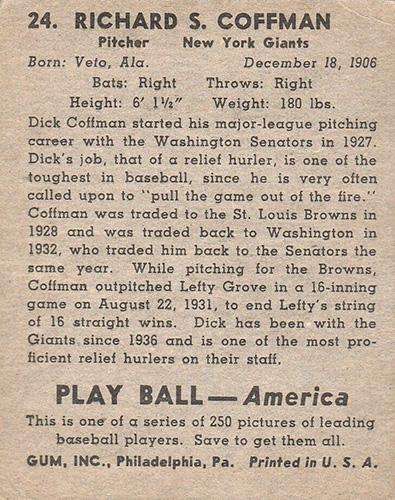 24. RICHARD S. COFFMAN
Pitcher New York Giants
Born: Veto, Ala. December 18, 1906
Bats: Right Throws: Right
Height: 6' 1½" Weight: 180 lbs.
Dick Coffman started his major-league pitching
career with the Washington Senators in 1927.
Dick's job, that of a relief hurler, is one of the
toughest in baseball, since he is very often
called upon to "pull the game out of the fire."
Coffman was traded to the St. Louis Browns in
1928 and was traded back to Washington in
1932, who traded him back to the Senators the
same year. While pitching for the Browns,
Coffman outpitched Lefty Grove in a 16-inning
game on August 22, 1931, to end Lefty's string
of 16 straight wins. Dick has been with the
Giants since 1936 and is one of the most pro-
ficient relief hurlers on their staff.
PLAY BALL—America
This is one of a series of 250 pictures of leading
baseball players. Save to get them all.
GUM, INC., Philadelphia, Pa. Printed in U. S. A.